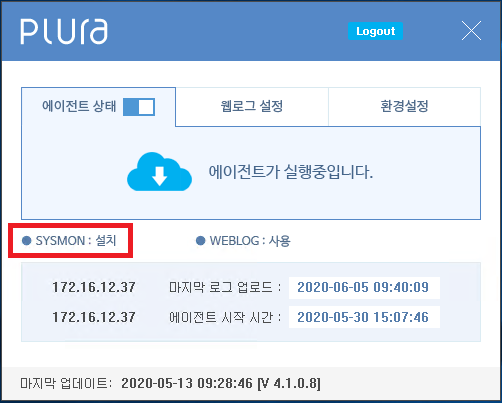 PLURA
Logout
에이전트 상태
웹로그 설정
환경설정
에이전트가 실행중입니다.
SYSMON : 설치
WEBLOG : 사용
172.16.12.37 마지막 로그 업로드 : 2020-06-05 09:40:09
172.16.12.37 에이전트 시작 시간 : 2020-05-30 15:07:46
마지막 업데이트: 2020-05-13 09:28:46 [V 4.1.0.8]